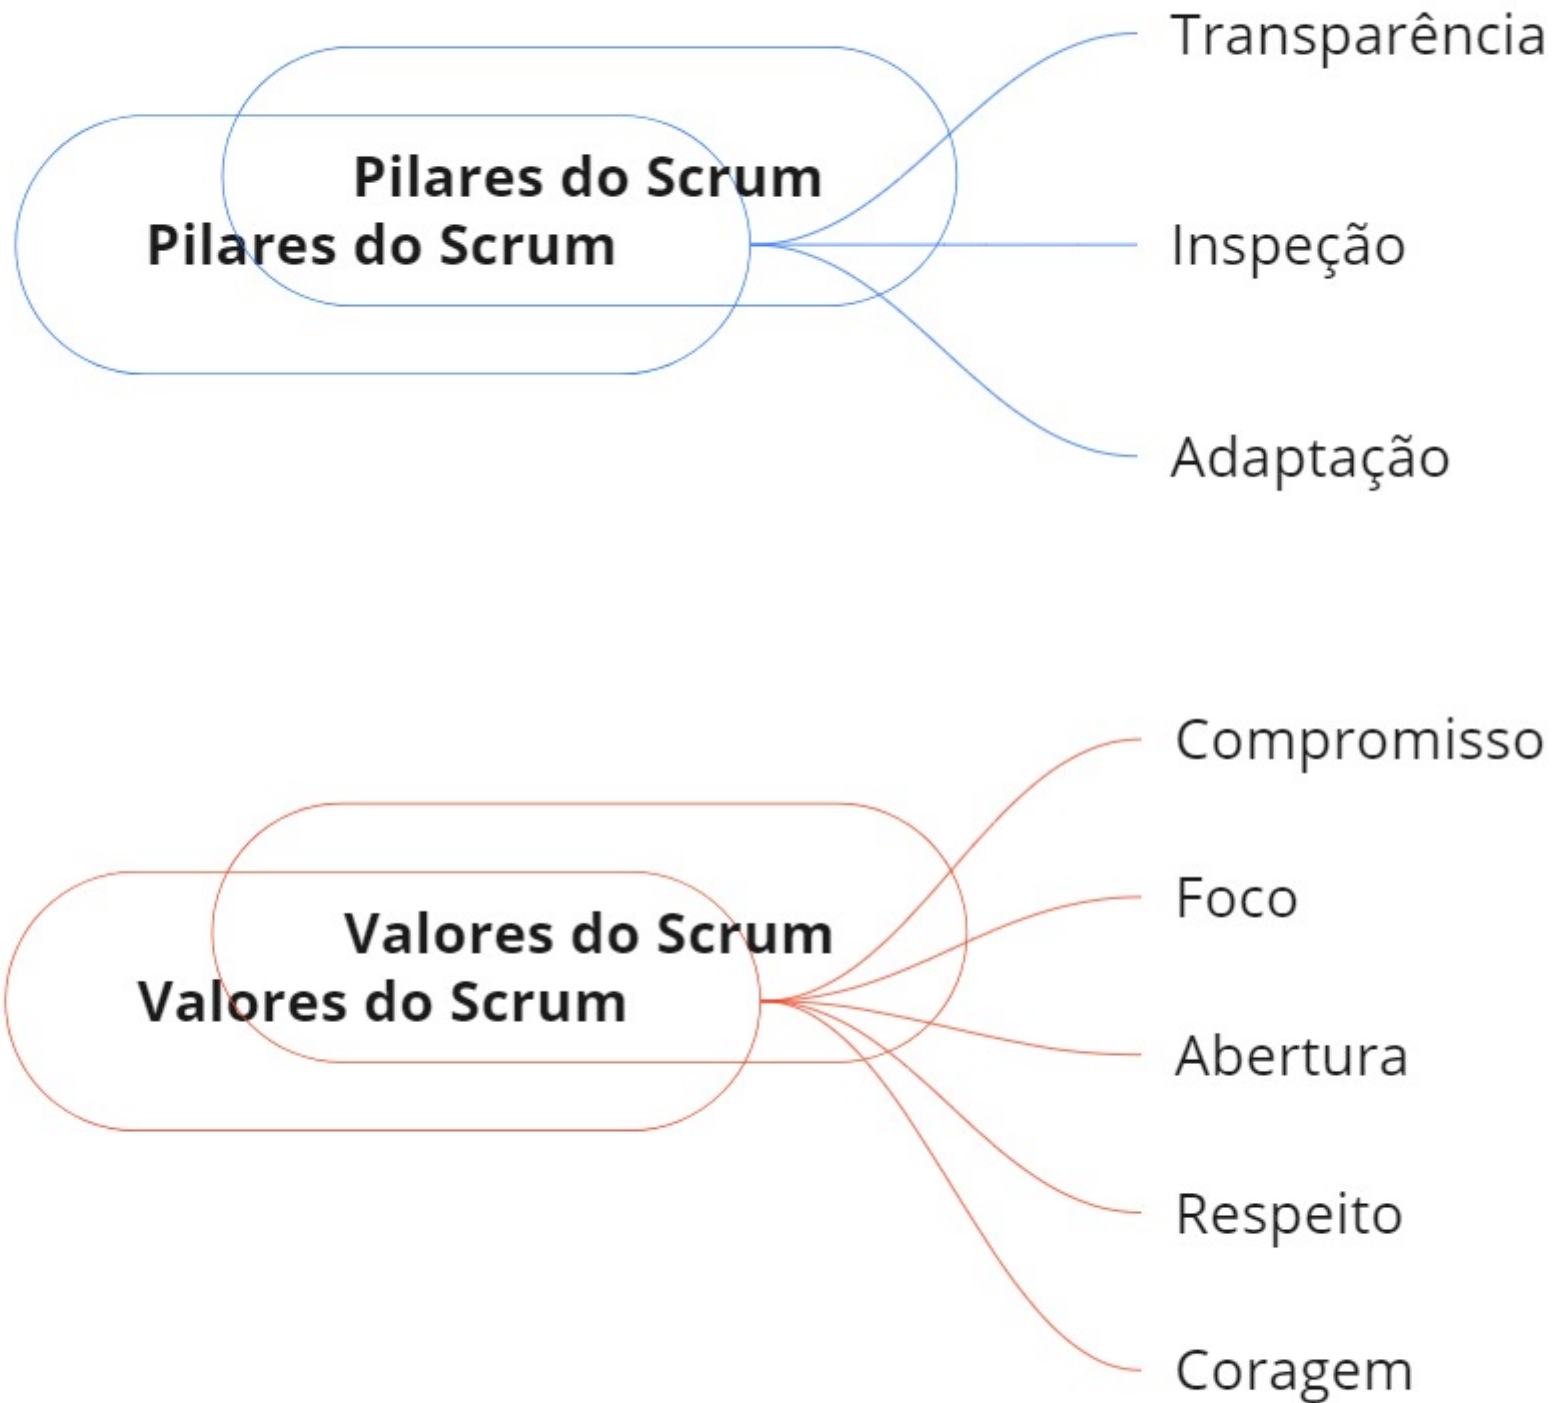 Transparência
Pilares do Scrum
Pilares do Scrum
Inspeção
Adaptação
Compromisso
Foco
Valores do Scrum
Valores do Scrum
Abertura
Respeito
Coragem